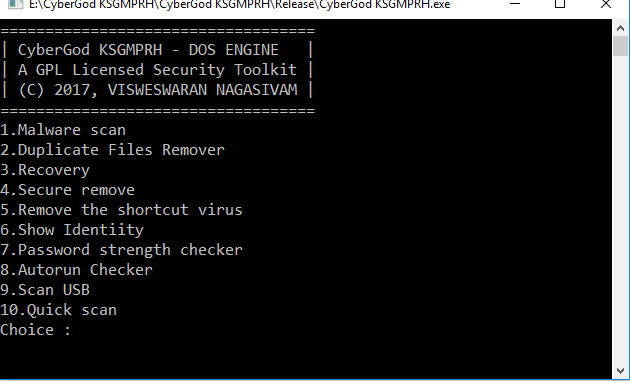 E:\CyberGod KSGMPRH\CyberGod KSGMPRH\Release\CyberGod KSGMPRH.exe
===================================
| CyberGod KSGMPRH - DOS ENGINE   |
| A GPL Licensed Security Toolkit |
| (C) 2017, VISWESWARAN NAGASIVAM |
===================================
1.Malware scan
2.Duplicate Files Remover
3.Recovery
4.Secure remove
5.Remove the shortcut virus
6.Show Identiity
7.Password strength checker
8.Autorun Checker
9.Scan USB
10.Quick scan
Choice :